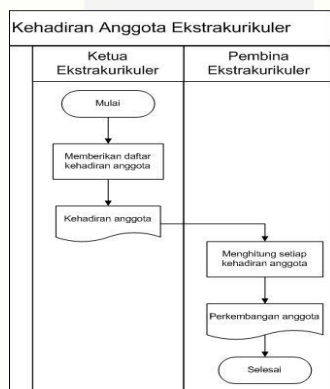 Kehadiran Anggota Ekstrakurikuler
Ketua
Ekstrakurikuler
Pembina
Ekstrakurikuler
Mulai
Memberikan daftar
kehadiran anggota
Kehadiran anggota
Menghitung setiap
kehadiran anggota
Perkembangan anggota
Selesai